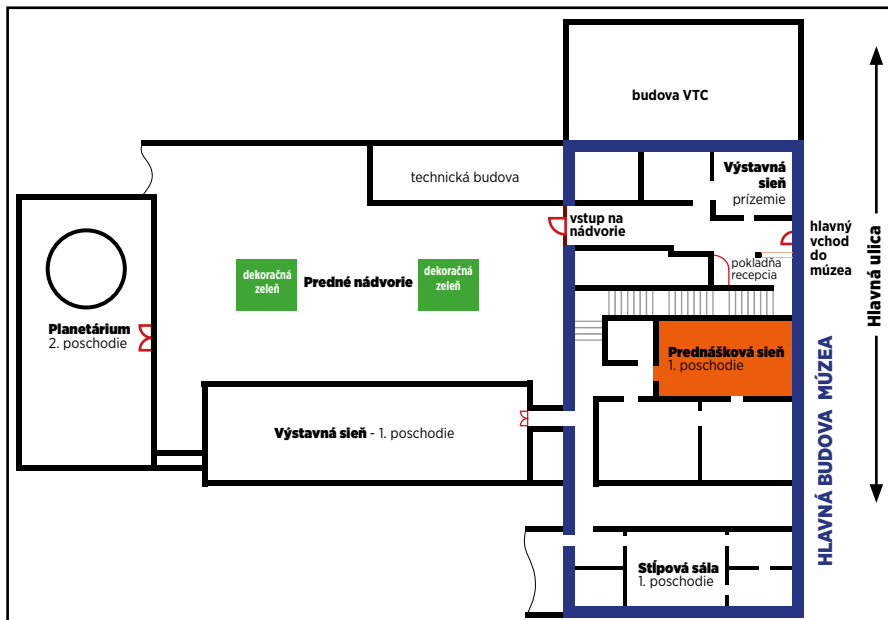 budova VTC
technická budova
Výstavná
sieň
prízemie
vstup na
nádvorie
hlavný
vchod
do
múzea
pokladňa
recepcia
Hlavná ulica
dekoračná
zeleň
Predné nádvorie
dekoračná
zeleň
Planetárium
2. poschodie
Prednášková sieň
1. poschodie
HLAVNÁ BUDOVA MÚZEA
Výstavná sieň - 1. poschodie
Stĺpová sála
1. poschodie